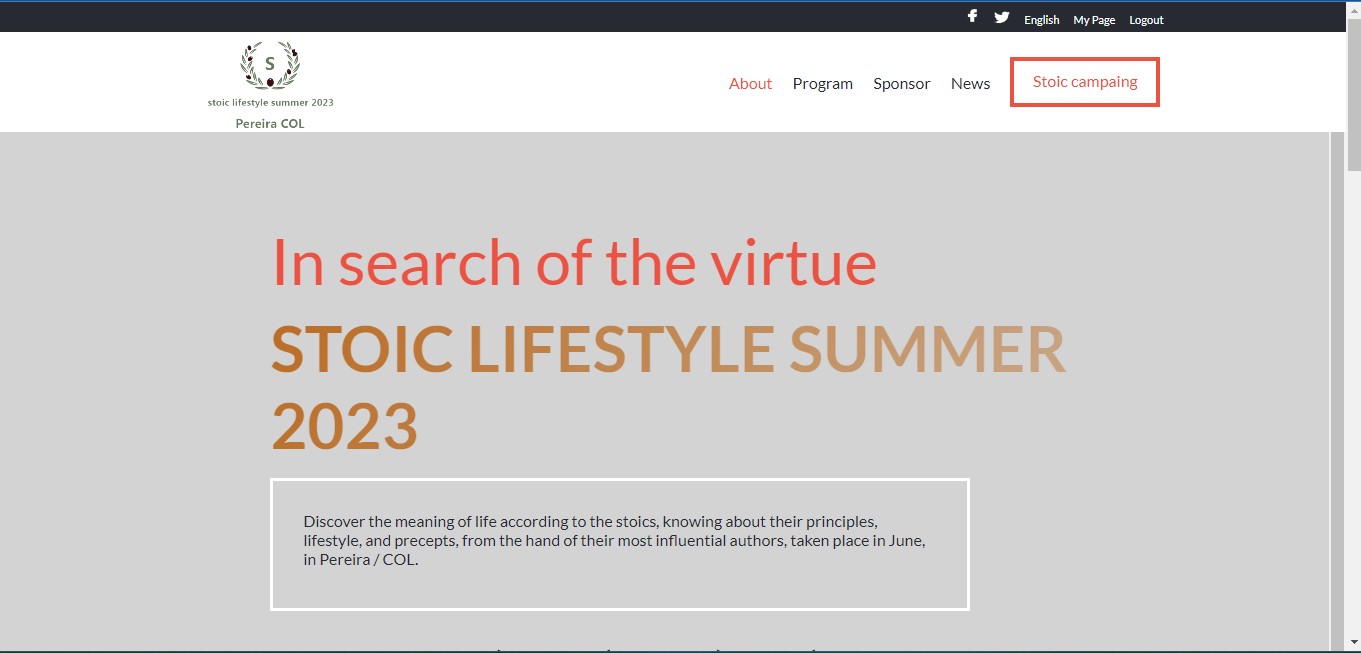 English My Page Logout
S
stoic lifestyle summer 2023
Pereira COL
About Program Sponsor News Stoic campaing
In search of the virtue
STOIC LIFESTYLE SUMMER
2023
Discover the meaning of life according to the stoics, knowing about their principles,
lifestyle, and precepts, from the hand of their most influential authors, taken place in June,
in Pereira / COL.